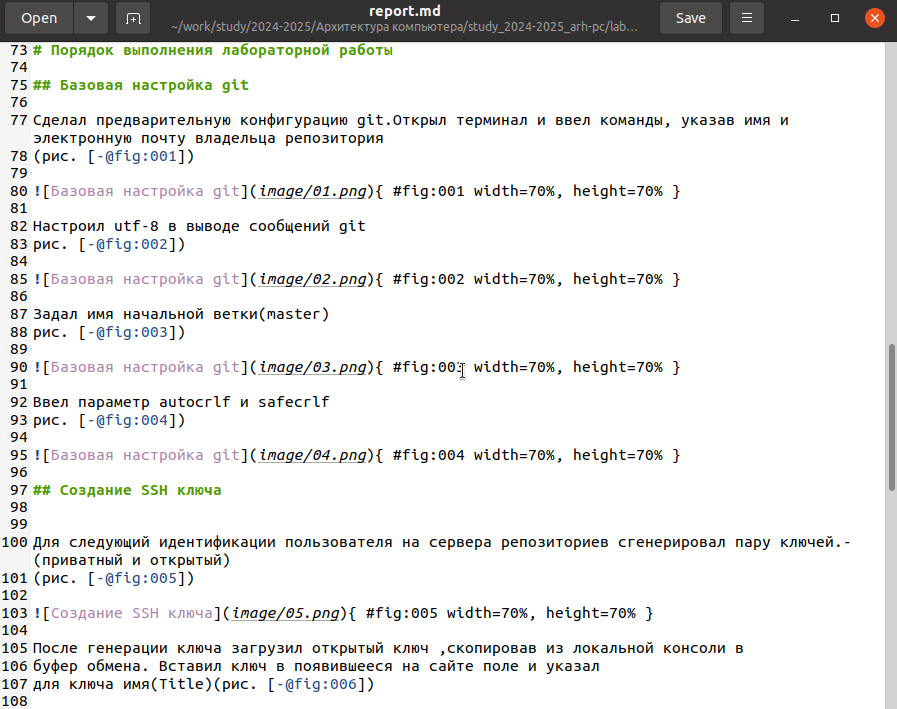 Open
report.md
~/work/study/2024-2025/Архитектура компьютера/study_2024-2025_arh-pc/lab…
Save
73 # Порядок выполнения лабораторной работы
74
75 ## Базовая настройка git
76
77 Сделал предварительную конфигурацию git.Открыл терминал и ввел команды, указав имя и
электронную почту владельца репозитория
78 (рис. [-@fig:001])
79
80 ![Базовая настройка git](image/01.png){ #fig:001 width=70%, height=70% }
81
82 Настроил utf-8 в выводе сообщений git
83 рис. [-@fig:002])
84
85 ![Базовая настройка git](image/02.png){ #fig:002 width=70%, height=70% }
86
87 Задал имя начальной ветки(master)
88 рис. [-@fig:003])
89
90 ![Базовая настройка git](image/03.png){ #fig:003 width=70%, height=70% }
91
92 Ввел параметр autocrlf и safecrlf
93 рис. [-@fig:004])
94
95 ![Базовая настройка git](image/04.png){ #fig:004 width=70%, height=70% }
96
97 ## Создание SSH ключа
98
99
100 Для следующий идентификации пользователя на сервера репозиториев сгенерировал пару ключей.-
(приватный и открытый)
101 (рис. [-@fig:005])
102
103 ![Создание SSH ключа](image/05.png){ #fig:005 width=70%, height=70% }
104
105 После генерации ключа загрузил открытый ключ ,скопировав из локальной консоли в
106 буфер обмена. Вставил ключ в появившееся на сайте поле и указал
107 для ключа имя(Title)(рис. [-@fig:006])
108